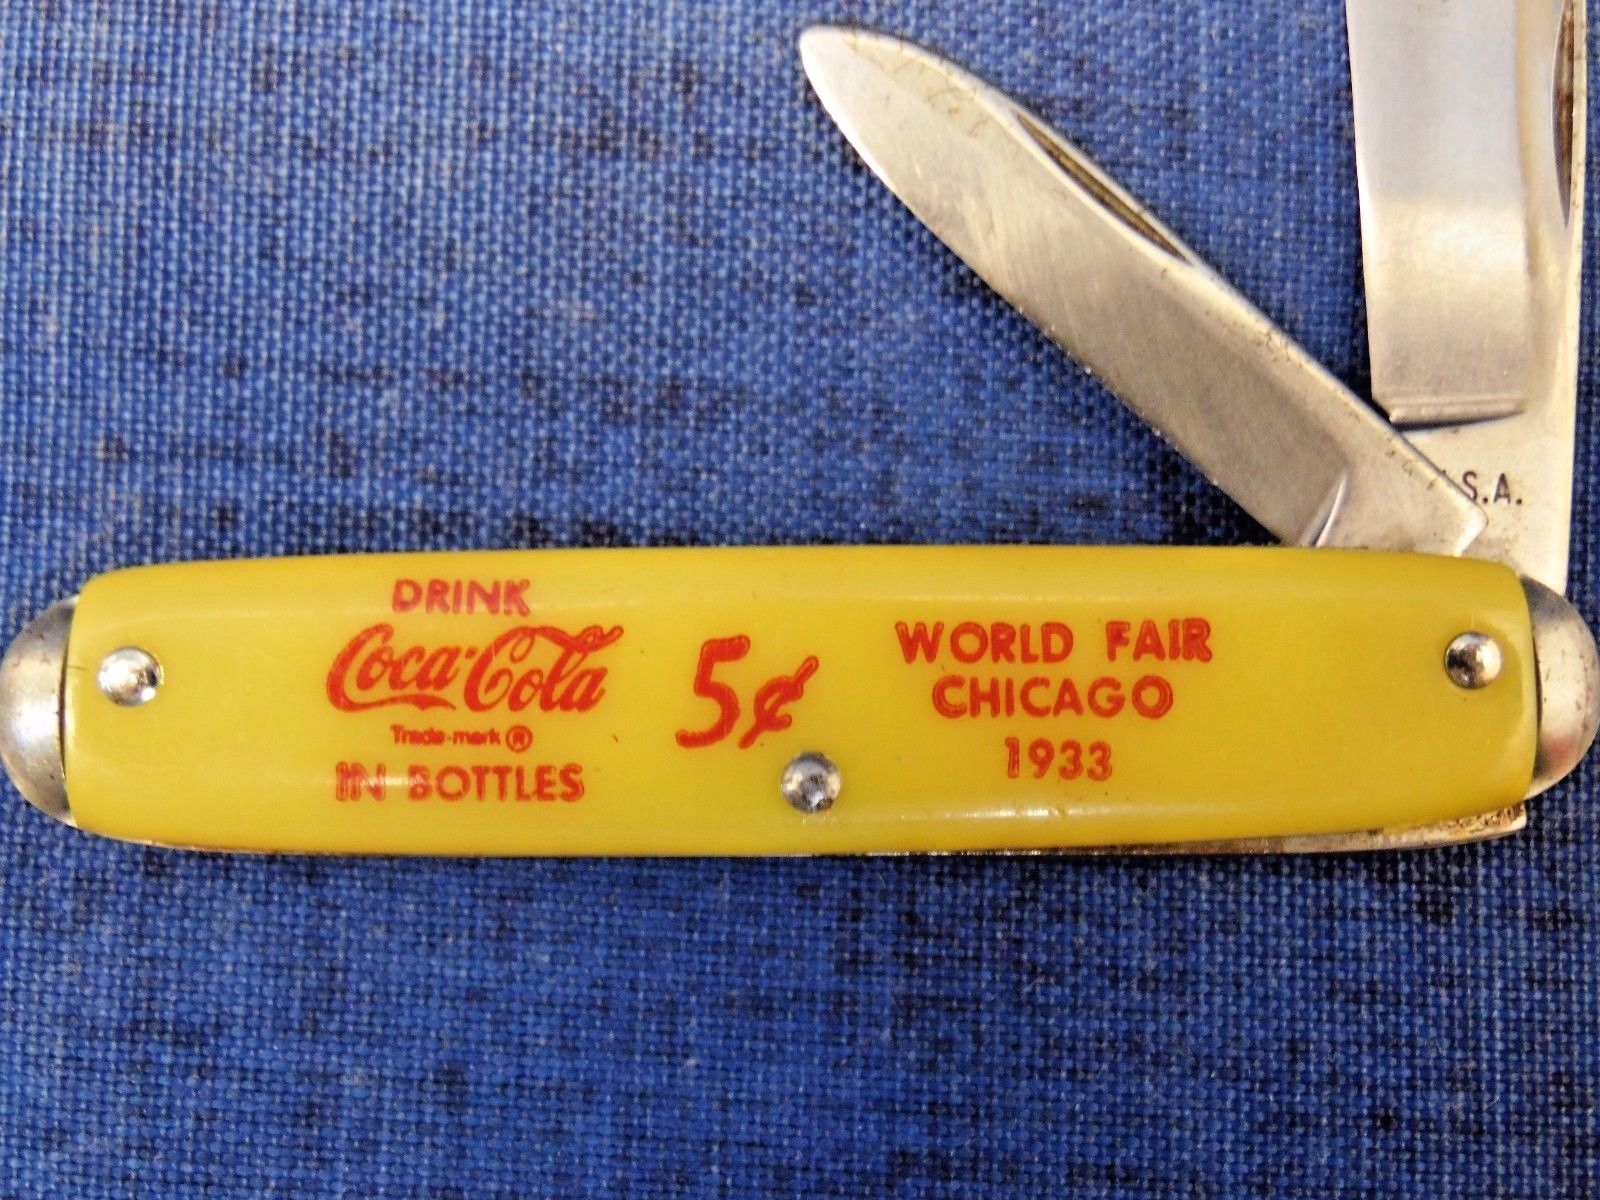 DRINK
Coca-Cola
Trade-mark ®
IN BOTTLES
5¢
WORLD FAIR
CHICAGO
1933
S.A.